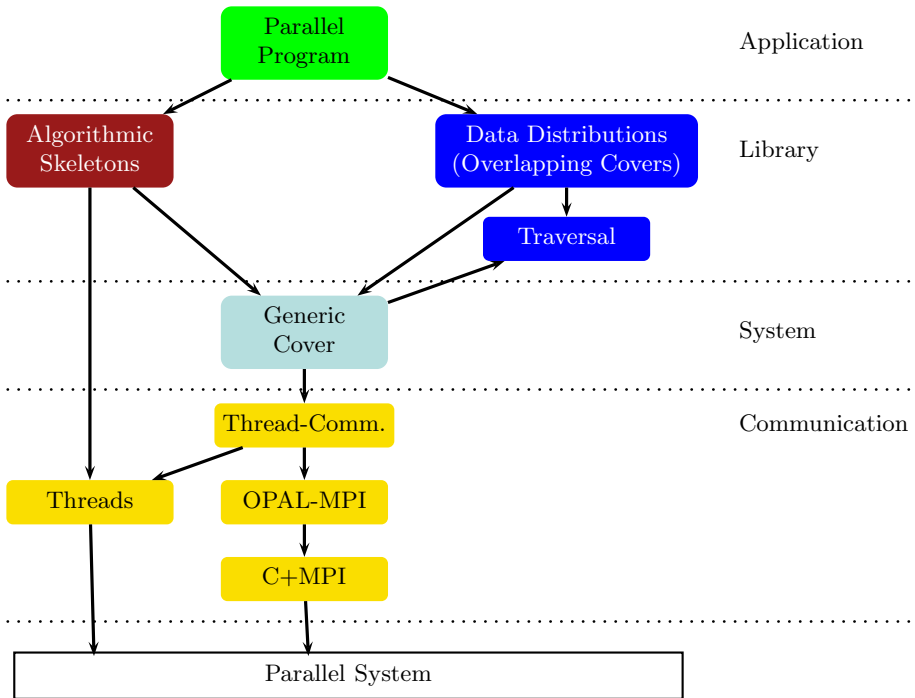 Parallel
Program
Application
Algorithmic
Skeletons
Data Distributions
(Overlapping Covers)
Library
Traversal
Generic
Cover
System
Thread-Comm.
Communication
Threads
OPAL-MPI
C+MPI
Parallel System